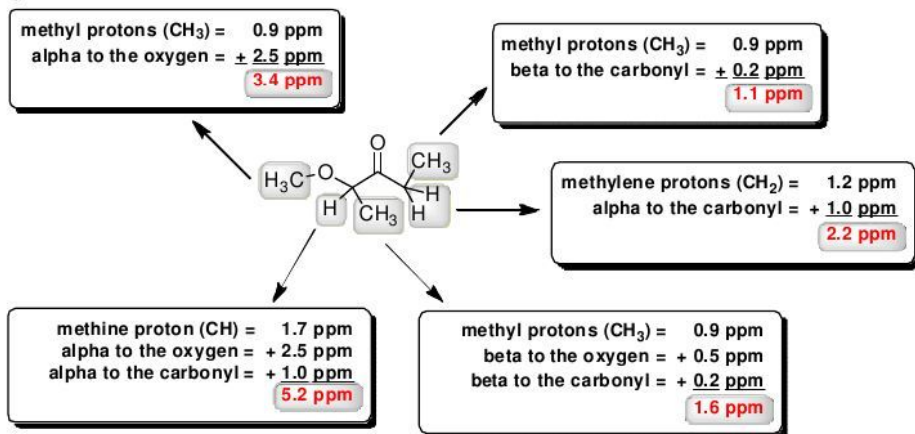 methyl protons (CH₃) = 0.9 ppm
alpha to the oxygen = + 2.5 ppm
3.4 ppm
methyl protons (CH₃) = 0.9 ppm
beta to the carbonyl = + 0.2 ppm
1.1 ppm
O
CH₃
H₃C O
H
H
CH₃
H
methylene protons (CH₂) = 1.2 ppm
alpha to the carbonyl = + 1.0 ppm
2.2 ppm
methine proton (CH) = 1.7 ppm
alpha to the oxygen = + 2.5 ppm
alpha to the carbonyl = + 1.0 ppm
5.2 ppm
methyl protons (CH₃) = 0.9 ppm
beta to the oxygen = + 0.5 ppm
beta to the carbonyl = + 0.2 ppm
1.6 ppm